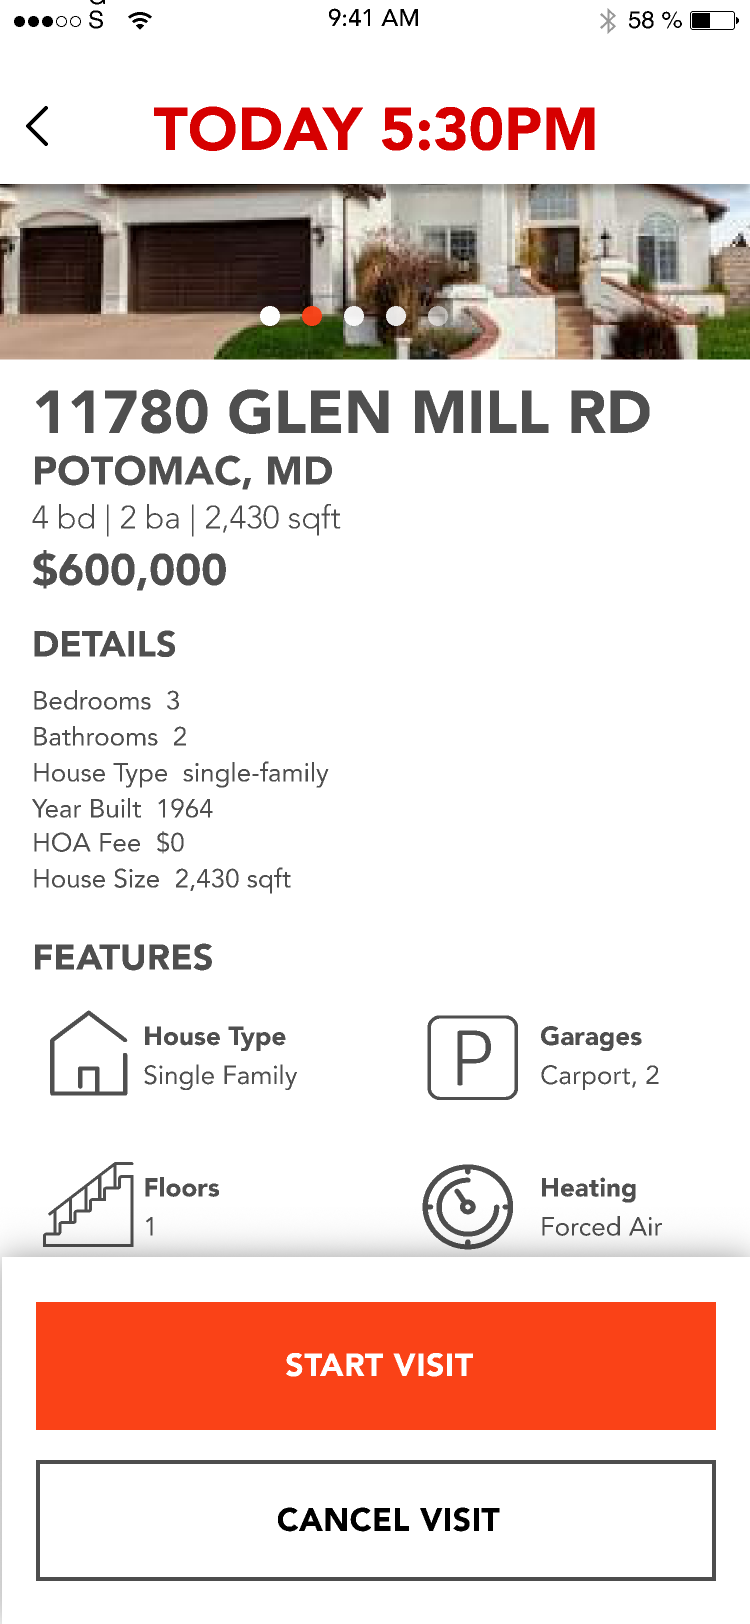 S 9:41 AM 58 %
TODAY 5:30PM
11780 GLEN MILL RD
POTOMAC, MD
4 bd | 2 ba | 2,430 sqft
$600,000
DETAILS
Bedrooms 3
Bathrooms 2
House Type single-family
Year Built 1964
HOA Fee $0
House Size 2,430 sqft
FEATURES
House Type
Single Family
P
Garages
Carport, 2
Floors
1
Heating
Forced Air
START VISIT
CANCEL VISIT